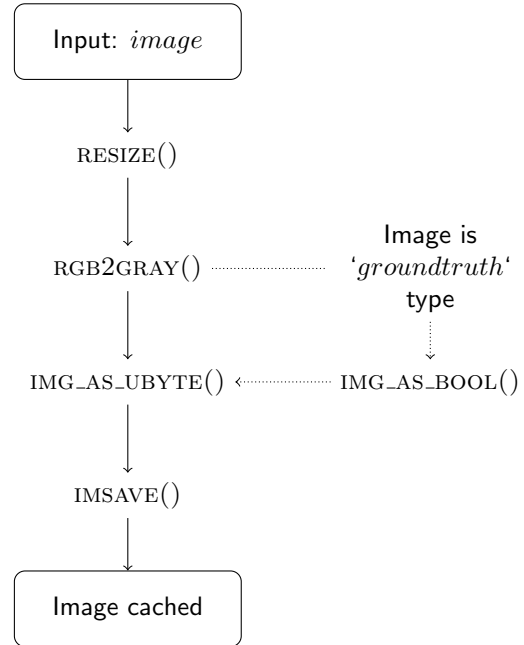 Input: image
RESIZE()
RGB2GRAY()
Image is
‘groundtruth‘
type
IMG_AS_UBYTE()
IMG_AS_BOOL()
IMSAVE()
Image cached